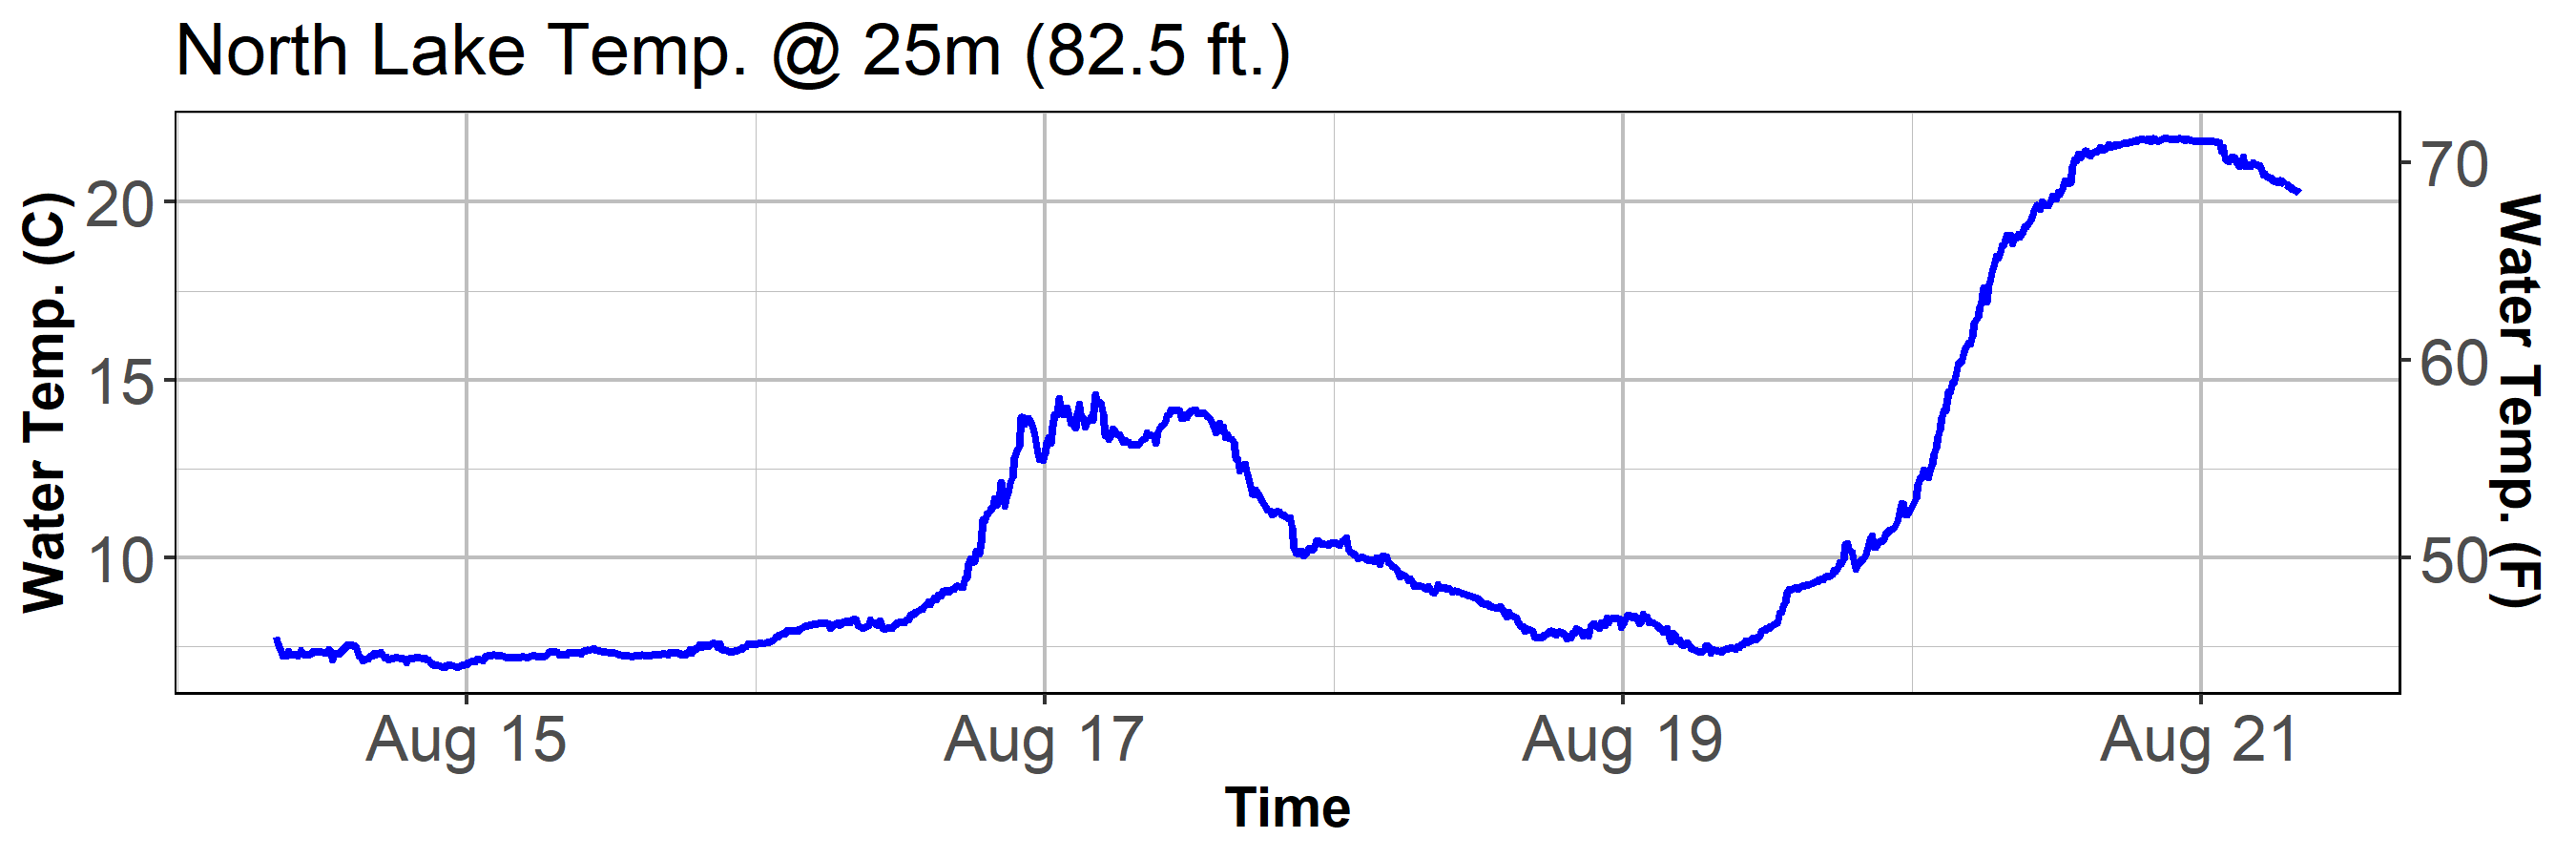 North Lake Temp. @ 25m (82.5 ft.)
Water Temp. (C)
20
15
10
70
60
50
Water Temp. (F)
Aug 15
Aug 17
Aug 19
Aug 21
Time